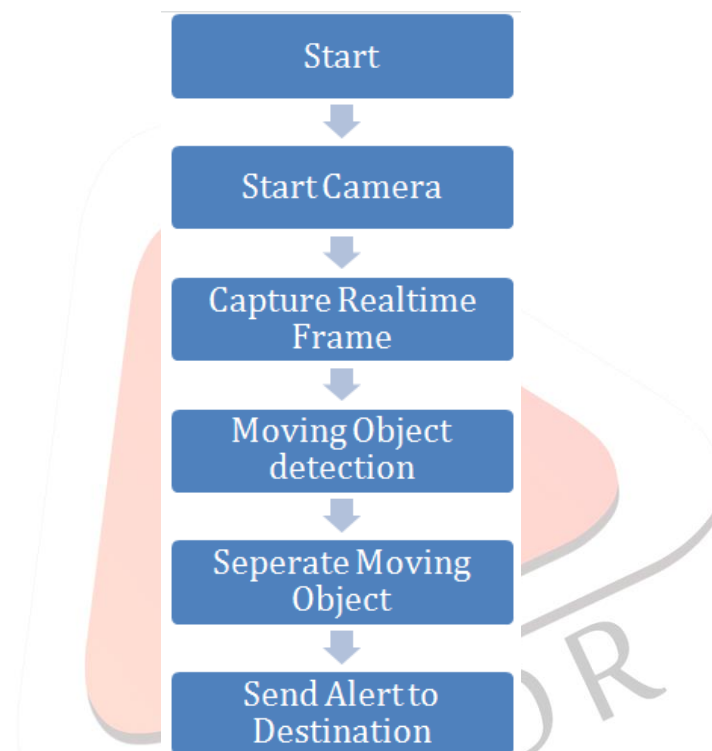 Start
Start Camera
Capture Realtime
Frame
Moving Object
detection
Seperate Moving
Object
Send Alert to
Destination